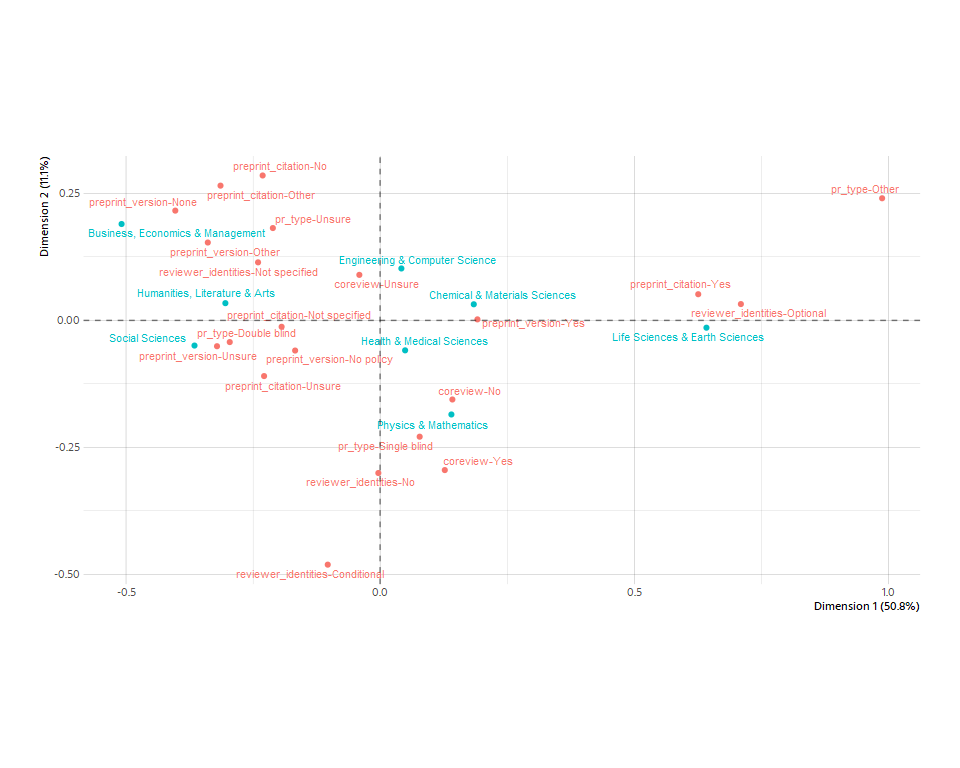 Dimension 2 (11.1%)
preprint_citation-No
pr_type-Other
0.25
preprint_citation-Other
preprint_version-None
pr_type-Unsure
Business, Economics & Management
preprint_version-Other
Engineering & Computer Science
reviewer_identities-Not specified
coreview-Unsure
preprint_citation-Yes
Humanities, Literature & Arts
Chemical & Materials Sciences
preprint_citation-Not specified
reviewer_identities-Optional
0.00
preprint_version-Yes
pr_type-Double blind
Social Sciences
Life Sciences & Earth Sciences
Health & Medical Sciences
preprint_version-Unsure
preprint_version-No policy
preprint_citation-Unsure
coreview-No
Physics & Mathematics
-0.25
pr_type-Single blind
coreview-Yes
reviewer_identities-No
-0.50
reviewer_identities-Conditional
-0.5
0.0
0.5
1.0
Dimension 1 (50.8%)